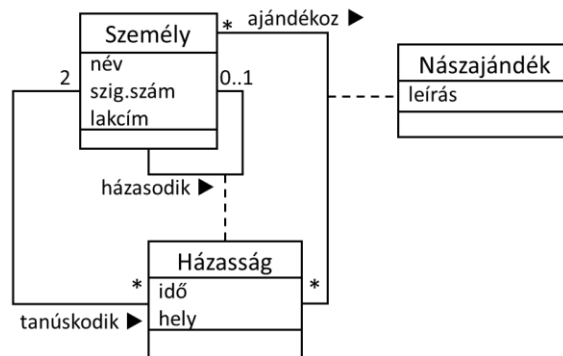 * ajándékoz ▶
Személy
név
szig.szám
lakcím
2
0..1
Nászajándék
leírás
házasodik ▶
Házasság
idő
hely
*
*
tanúskodik ▶